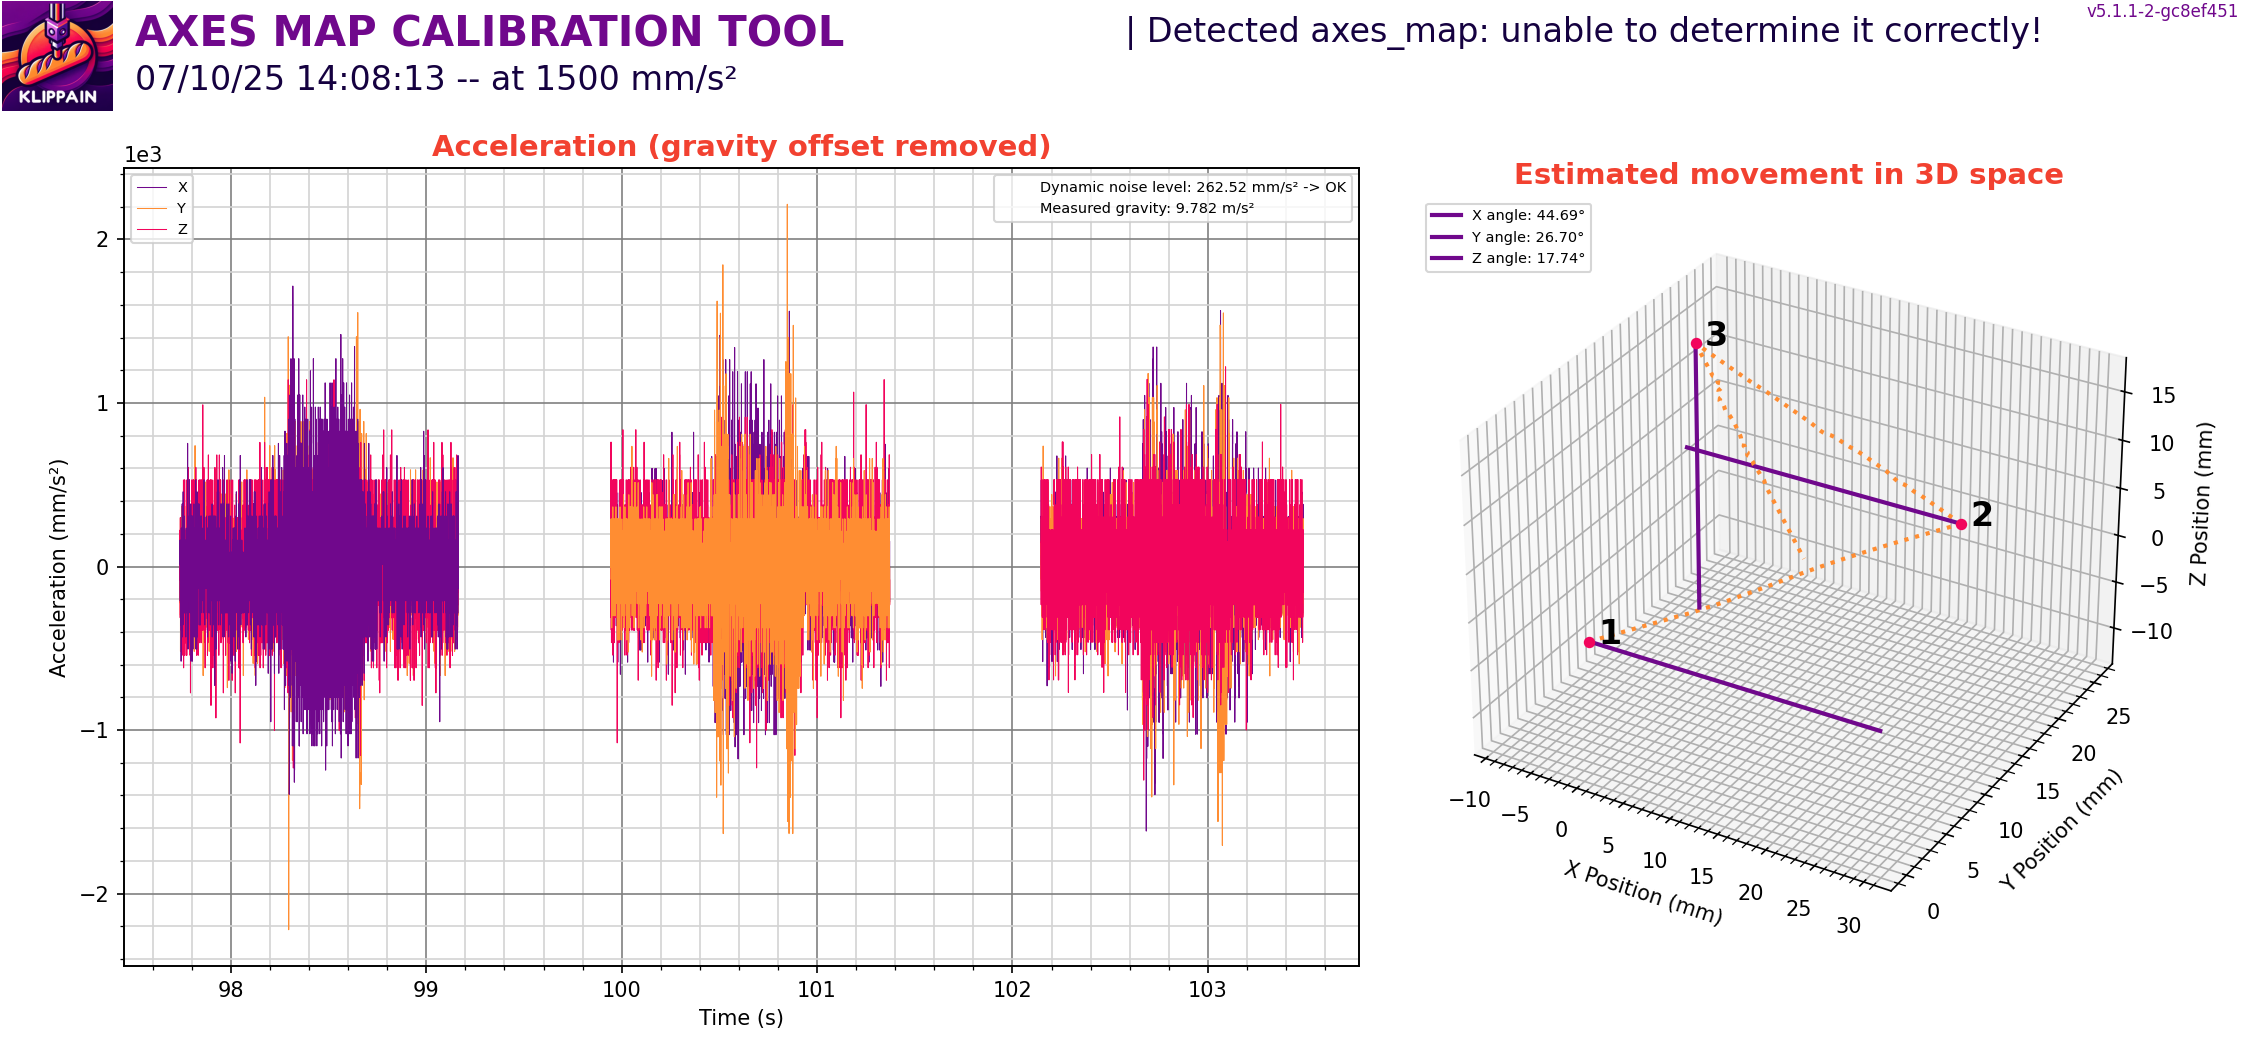 AXES MAP CALIBRATION TOOL
| Detected axes_map: unable to determine it correctly!
v5.1.1-2-gc8ef451
07/10/25 14:08:13 -- at 1500 mm/s²
KLIPPAIN
Acceleration (gravity offset removed)
1e3
X
Y
Z
Dynamic noise level: 262.52 mm/s² -> OK
Measured gravity: 9.782 m/s²
2
1
0
−1
−2
Acceleration (mm/s²)
98
99
100
101
102
103
Time (s)
Estimated movement in 3D space
X angle: 44.69°
Y angle: 26.70°
Z angle: 17.74°
3
2
1
15
10
5
0
−5
−10
Z Position (mm)
−10
−5
0
5
10
15
20
25
30
X Position (mm)
0
5
10
15
20
25
Y Position (mm)